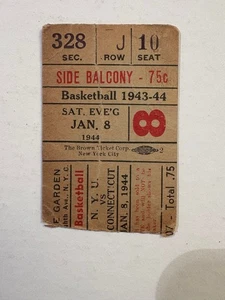 328 J 10
SEC. ROW SEAT
SIDE BALCONY - 75c
Basketball 1943-44
SAT. EVE'G
JAN. 8
1944
8
The Brown Ticket Corp.
New York City
GARDEN
Ave., N.Y.C
Basketball
N. Y. U.
VS
CONNECTICUT
JAN. 8, 1944
Total .75